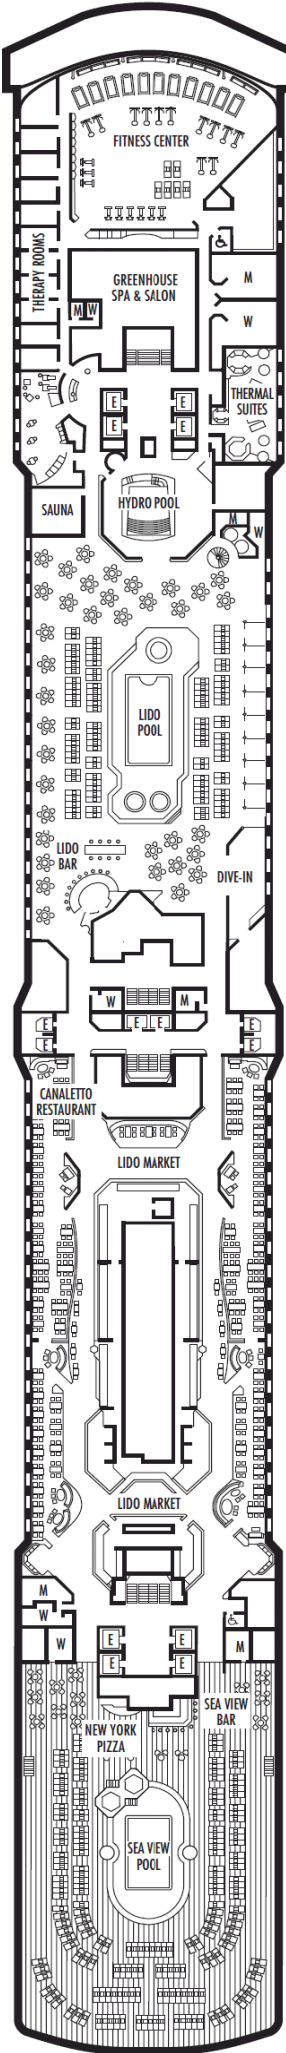 FITNESS CENTER
THERAPY ROOMS
GREENHOUSE
SPA & SALON
M
W
M
W
E
E
E
E
THERMAL
SUITES
SAUNA
HYDRO POOL
M
W
LIDO
POOL
LIDO
BAR
DIVE-IN
W
M
E
E
E
E
E
E
CANALETTO
RESTAURANT
LIDO MARKET
LIDO MARKET
M
W
W
M
E
E
E
E
SEA VIEW
BAR
NEW YORK
PIZZA
SEA VIEW
POOL